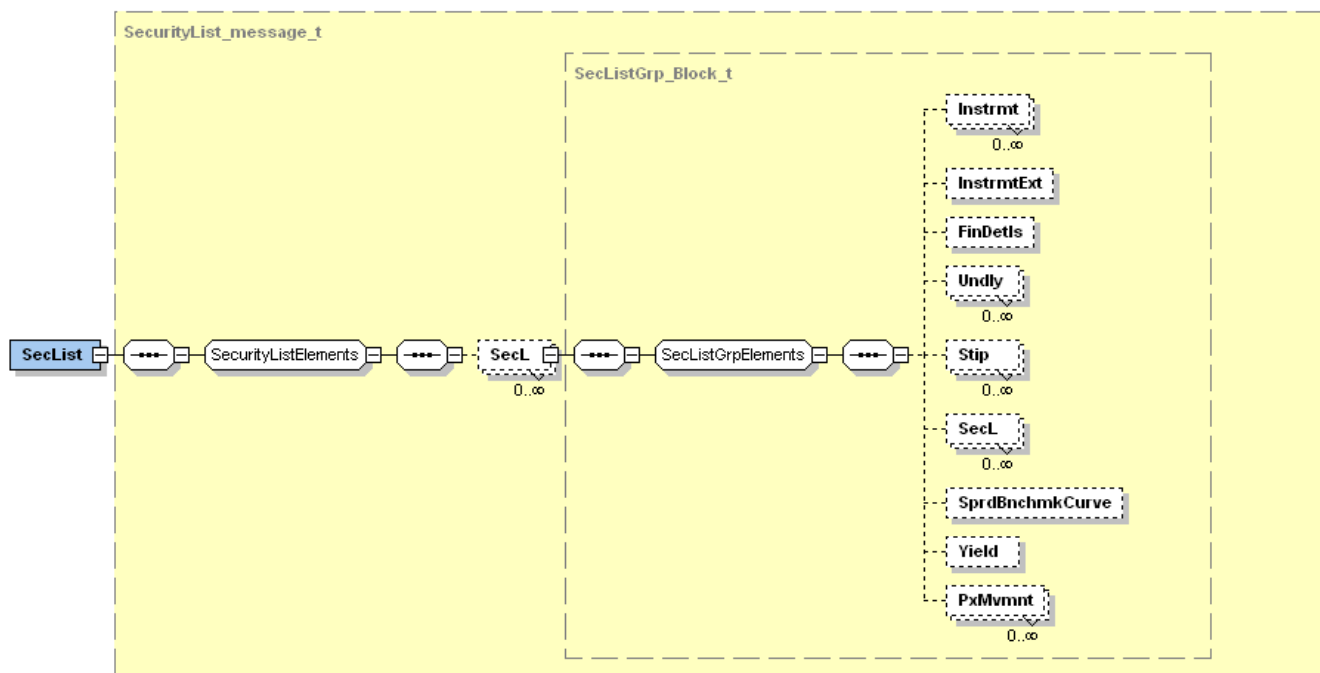 SecurityList_message_t
SecListGrp_Block_t
Instrmt
0..∞
InstrmtExt
FinDetls
Undly
0..∞
SecList
SecurityListElements
SecL
0..∞
SecListGrpElements
Stip
0..∞
SecL
0..∞
SprdBnchmkCurve
Yield
PxMvmnt
0..∞